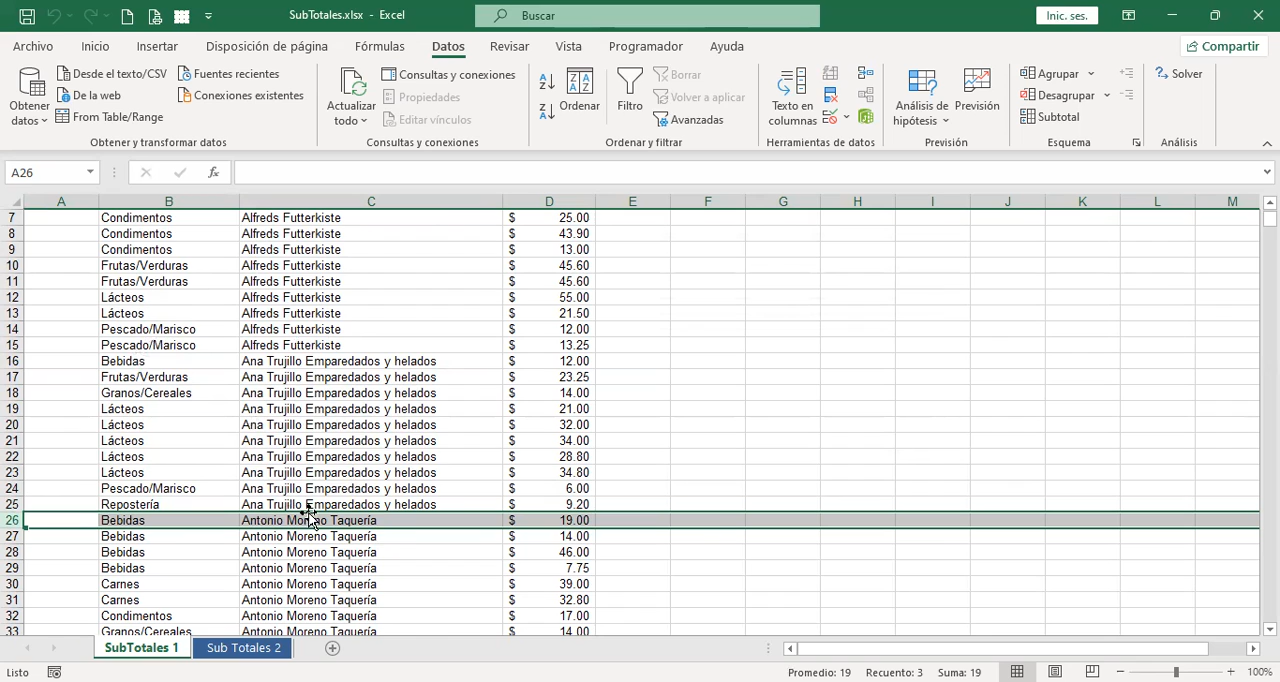 SubTotales.xlsx - Excel
Buscar
Inic. ses.
Archivo Inicio Insertar Disposición de página Fórmulas Datos Revisar Vista Programador Ayuda
Compartir
Obtener datos
Desde el texto/CSV
De la web
From Table/Range
Fuentes recientes
Conexiones existentes
Obtener y transformar datos
Actualizar todo
Consultas y conexiones
Propiedades
Editar vínculos
Consultas y conexiones
Ordenar
Filtro
Borrar
Volver a aplicar
Avanzadas
Ordenar y filtrar
Texto en columnas
Herramientas de datos
Análisis de hipótesis
Previsión
Previsión
Agrupar
Desagrupar
Subtotal
Esquema
Solver
Análisis
A26
fx
A B C D E F G H I J K L M
7 Condimentos Alfreds Futterkiste $ 25.00
8 Condimentos Alfreds Futterkiste $ 43.90
9 Condimentos Alfreds Futterkiste $ 13.00
10 Frutas/Verduras Alfreds Futterkiste $ 45.60
11 Frutas/Verduras Alfreds Futterkiste $ 45.60
12 Lácteos Alfreds Futterkiste $ 55.00
13 Lácteos Alfreds Futterkiste $ 21.50
14 Pescado/Marisco Alfreds Futterkiste $ 12.00
15 Pescado/Marisco Alfreds Futterkiste $ 13.25
16 Bebidas Ana Trujillo Emparedados y helados $ 12.00
17 Frutas/Verduras Ana Trujillo Emparedados y helados $ 23.25
18 Granos/Cereales Ana Trujillo Emparedados y helados $ 14.00
19 Lácteos Ana Trujillo Emparedados y helados $ 21.00
20 Lácteos Ana Trujillo Emparedados y helados $ 32.00
21 Lácteos Ana Trujillo Emparedados y helados $ 34.00
22 Lácteos Ana Trujillo Emparedados y helados $ 28.80
23 Lácteos Ana Trujillo Emparedados y helados $ 34.80
24 Pescado/Marisco Ana Trujillo Emparedados y helados $ 6.00
25 Repostería Ana Trujillo Emparedados y helados $ 9.20
26 Bebidas Antonio Moreno Taquería $ 19.00
27 Bebidas Antonio Moreno Taquería $ 14.00
28 Bebidas Antonio Moreno Taquería $ 46.00
29 Bebidas Antonio Moreno Taquería $ 7.75
30 Carnes Antonio Moreno Taquería $ 39.00
31 Carnes Antonio Moreno Taquería $ 32.80
32 Condimentos Antonio Moreno Taquería $ 17.00
33 Granos/Cereales Antonio Moreno Taquería $ 14.00
SubTotales 1 Sub Totales 2
Listo
Promedio: 19 Recuento: 3 Suma: 19
100%